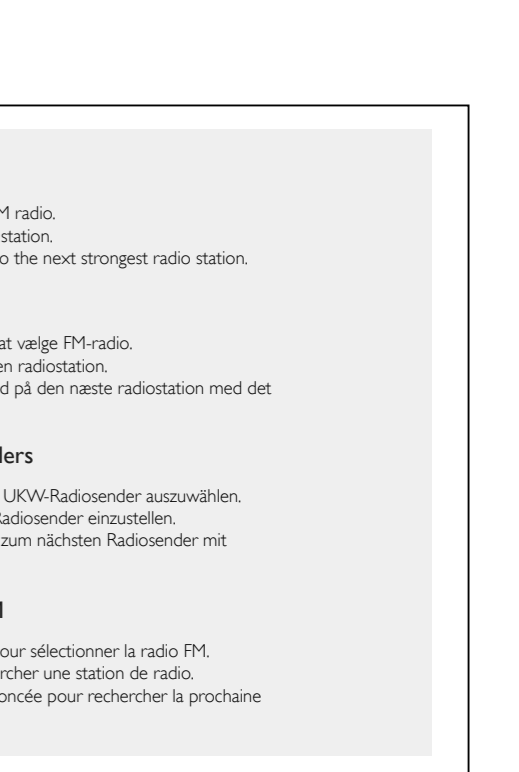 M radio.
station.
o the next strongest radio station.
at vælge FM-radio.
en radiostation.
d på den næste radiostation med det
lers
UKW-Radiosender auszuwählen.
Radiosender einzustellen.
zum nächsten Radiosender mit
our sélectionner la radio FM.
rcher une station de radio.
oncée pour rechercher la prochaine